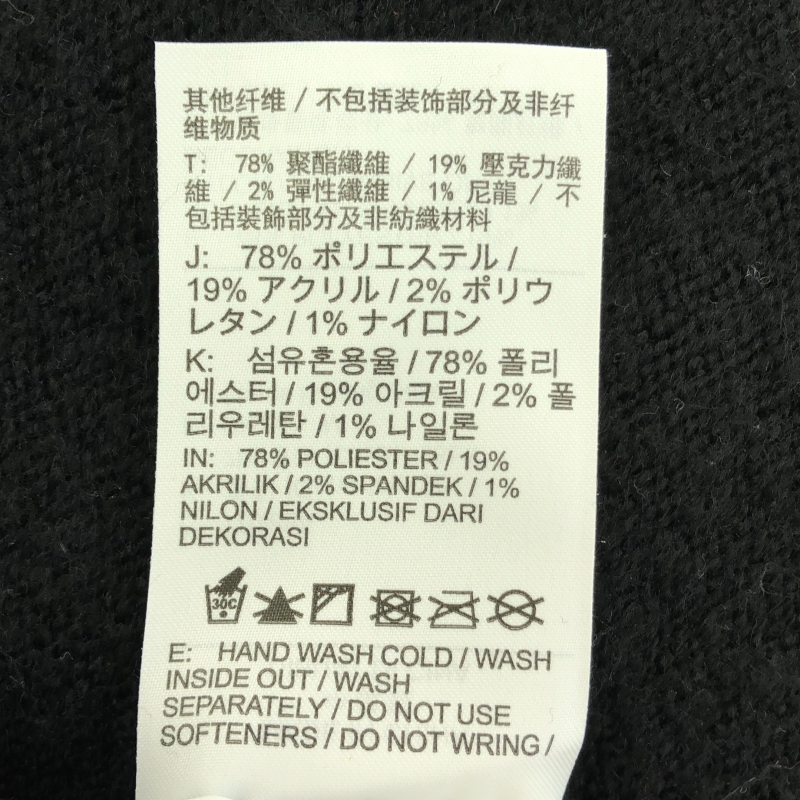 其他纤维 / 不包括装饰部分及非纤
维物质
T: 78% 聚酯纖維 / 19% 壓克力纖
維 / 2% 彈性纖維 / 1% 尼龍 / 不
包括裝飾部分及非紡織材料
J: 78% ポリエステル /
19% アクリル / 2% ポリウ
レタン / 1% ナイロン
K: 섬유혼용율 / 78% 폴리
에스터 / 19% 아크릴 / 2% 폴
리우레탄 / 1% 나일론
IN: 78% POLIESTER / 19%
AKRILIK / 2% SPANDEK / 1%
NILON / EKSKLUSIF DARI
DEKORASI
30C
E: HAND WASH COLD / WASH
INSIDE OUT / WASH
SEPARATELY / DO NOT USE
SOFTENERS / DO NOT WRING /